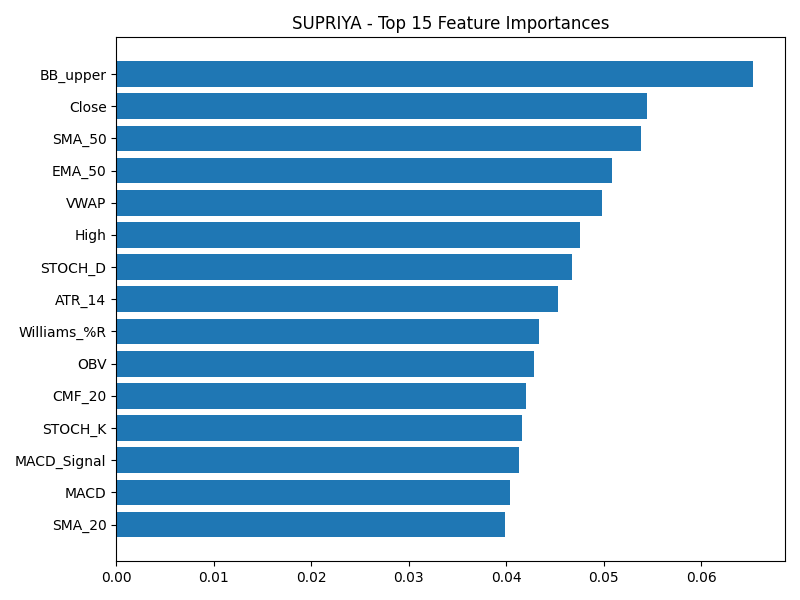 SUPRIYA - Top 15 Feature Importances
BB_upper
Close
SMA_50
EMA_50
VWAP
High
STOCH_D
ATR_14
Williams_%R
OBV
CMF_20
STOCH_K
MACD_Signal
MACD
SMA_20
0.00 0.01 0.02 0.03 0.04 0.05 0.06